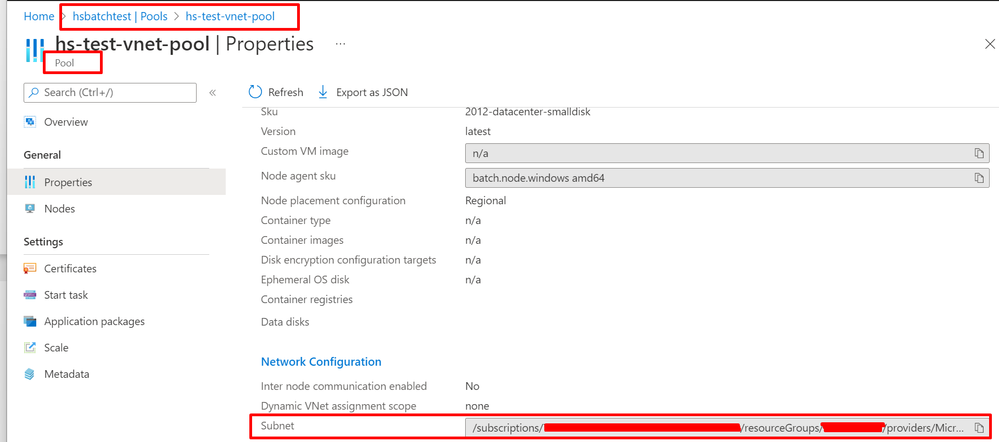 Home > hsbatchtest | Pools > hs-test-vnet-pool
hs-test-vnet-pool | Properties ...
Pool
Search (Ctrl+/) «
Refresh Export as JSON
Overview
General
Properties
Nodes
Settings
Certificates
Start task
Application packages
Scale
Metadata
Sku 2012-datacenter-smalldisk
Version latest
Custom VM image n/a
Node agent sku batch.node.windows amd64
Node placement configuration Regional
Container type n/a
Container images n/a
Disk encryption configuration targets n/a
Ephemeral OS disk n/a
Container registries
Data disks
Network Configuration
Inter node communication enabled No
Dynamic VNet assignment scope none
Subnet /subscriptions/ /resourceGroups/ /providers/Micr...